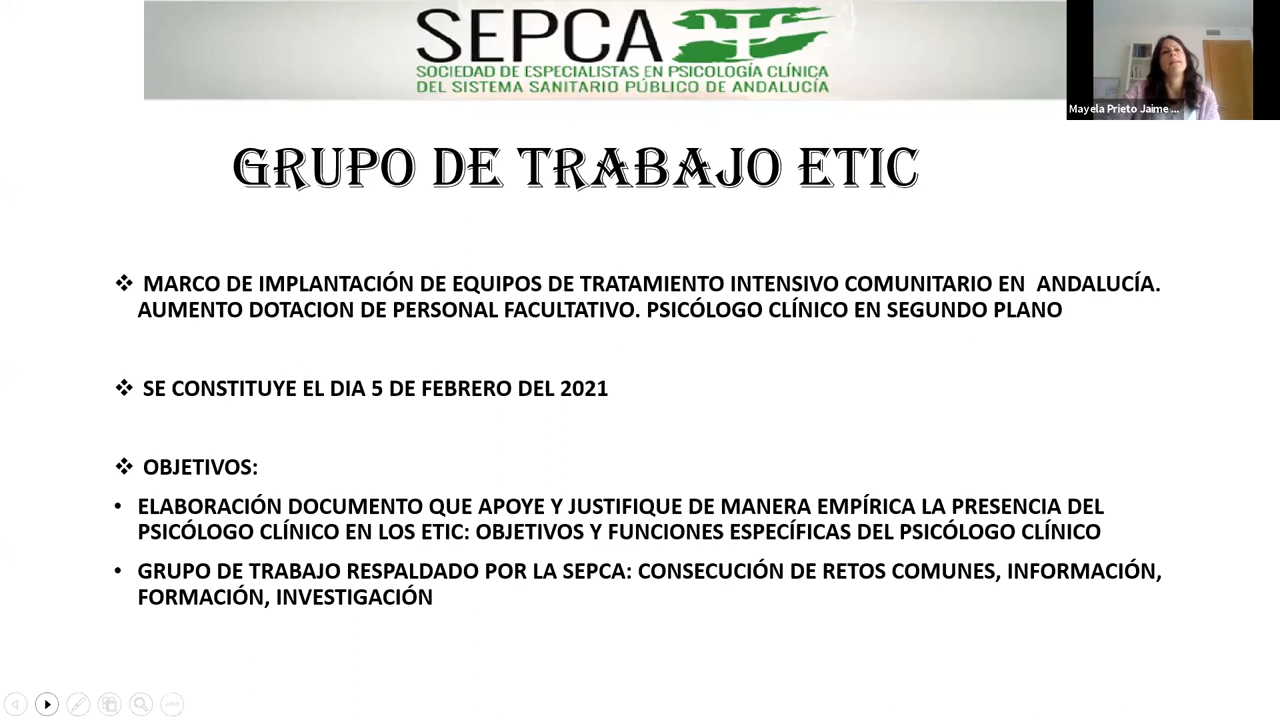 SEPCA
SOCIEDAD DE ESPECIALISTAS EN PSICOLOGÍA CLÍNICA
DEL SISTEMA SANITARIO PÚBLICO DE ANDALUCÍA
Mayela Prieto Jaime ...
GRUPO DE TRABAJO ETIC
❖ MARCO DE IMPLANTACIÓN DE EQUIPOS DE TRATAMIENTO INTENSIVO COMUNITARIO EN ANDALUCÍA.
AUMENTO DOTACION DE PERSONAL FACULTATIVO. PSICÓLOGO CLÍNICO EN SEGUNDO PLANO
❖ SE CONSTITUYE EL DIA 5 DE FEBRERO DEL 2021
❖ OBJETIVOS:
• ELABORACIÓN DOCUMENTO QUE APOYE Y JUSTIFIQUE DE MANERA EMPÍRICA LA PRESENCIA DEL
PSICÓLOGO CLÍNICO EN LOS ETIC: OBJETIVOS Y FUNCIONES ESPECÍFICAS DEL PSICÓLOGO CLÍNICO
• GRUPO DE TRABAJO RESPALDADO POR LA SEPCA: CONSECUCIÓN DE RETOS COMUNES, INFORMACIÓN,
FORMACIÓN, INVESTIGACIÓN